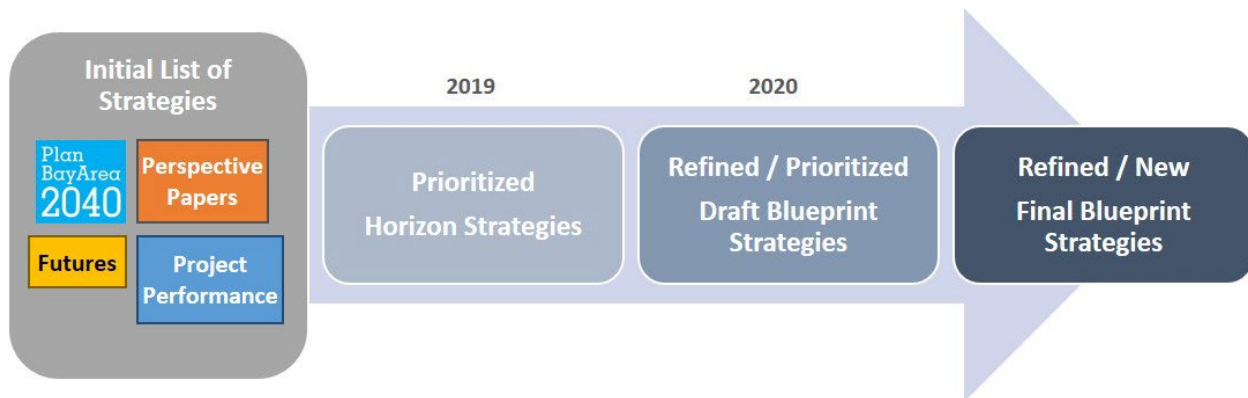 Initial List of
Strategies
Plan
BayArea
2040
Perspective
Papers
Futures
Project
Performance
2019
Prioritized
Horizon Strategies
2020
Refined / Prioritized
Draft Blueprint
Strategies
Refined / New
Final Blueprint
Strategies